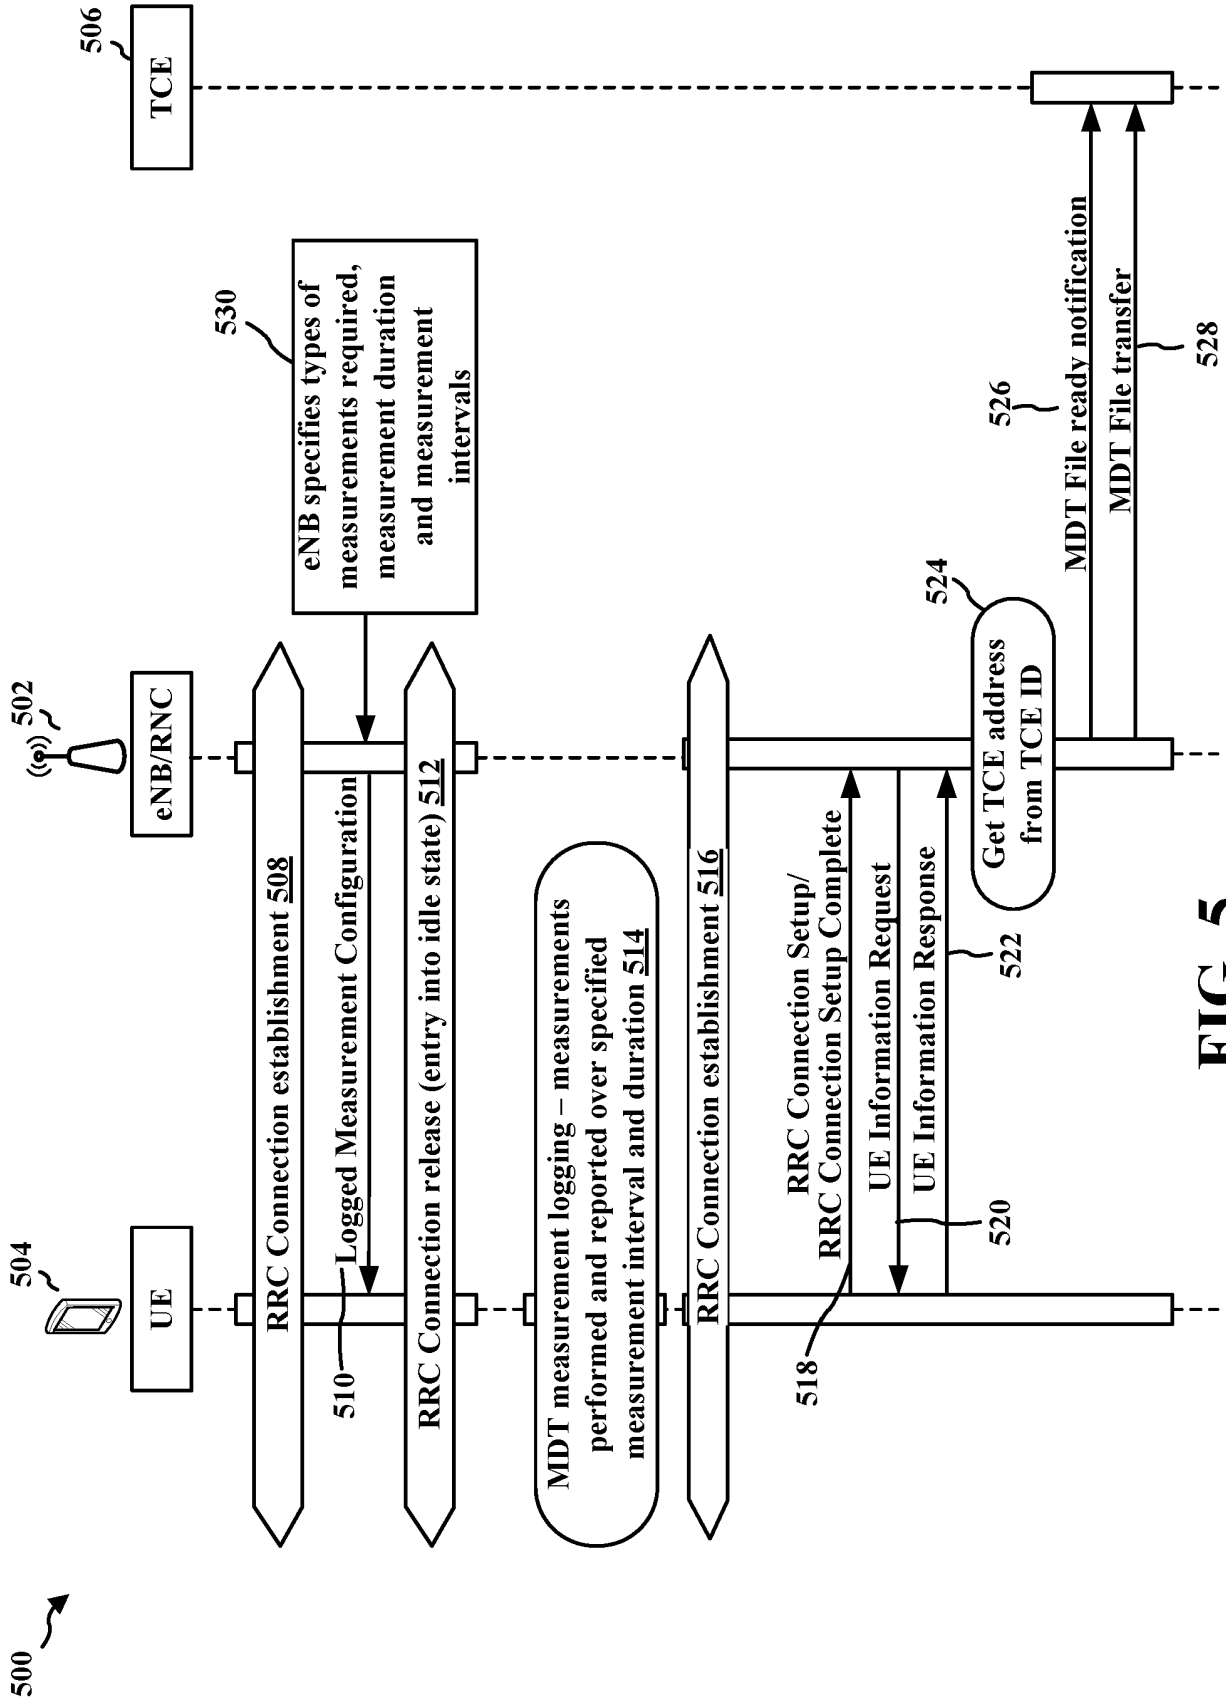 500
504
UE
502
eNB/RNC
506
TCE
RRC Connection establishment 508
530
eNB specifies types of
measurements required,
measurement duration
and measurement
intervals
510
Logged Measurement Configuration
RRC Connection release (entry into idle state) 512
MDT measurement logging – measurements
performed and reported over specified
measurement interval and duration 514
RRC Connection establishment 516
518
RRC Connection Setup/
RRC Connection Setup Complete
UE Information Request
520
UE Information Response
522
524
Get TCE address
from TCE ID
526
MDT File ready notification
MDT File transfer
528
FIG. 5